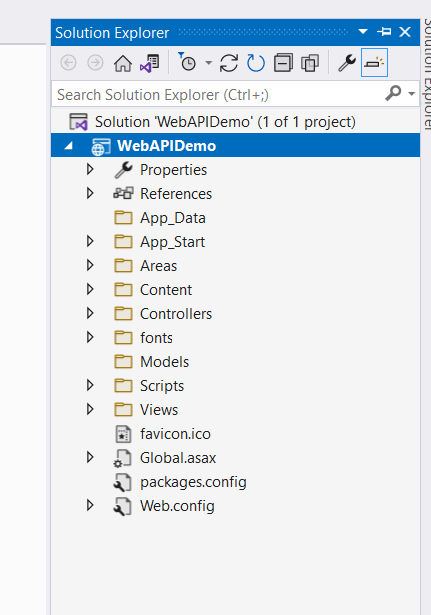 Solution Explorer
Search Solution Explorer (Ctrl+;)
Solution 'WebAPIDemo' (1 of 1 project)
WebAPIDemo
Properties
References
App_Data
App_Start
Areas
Content
Controllers
fonts
Models
Scripts
Views
favicon.ico
Global.asax
packages.config
Web.config
Solution Explorer